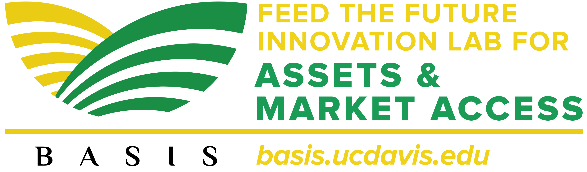 FEED THE FUTURE
INNOVATION LAB FOR
ASSETS &
MARKET ACCESS
BASIS
basis.ucdavis.edu